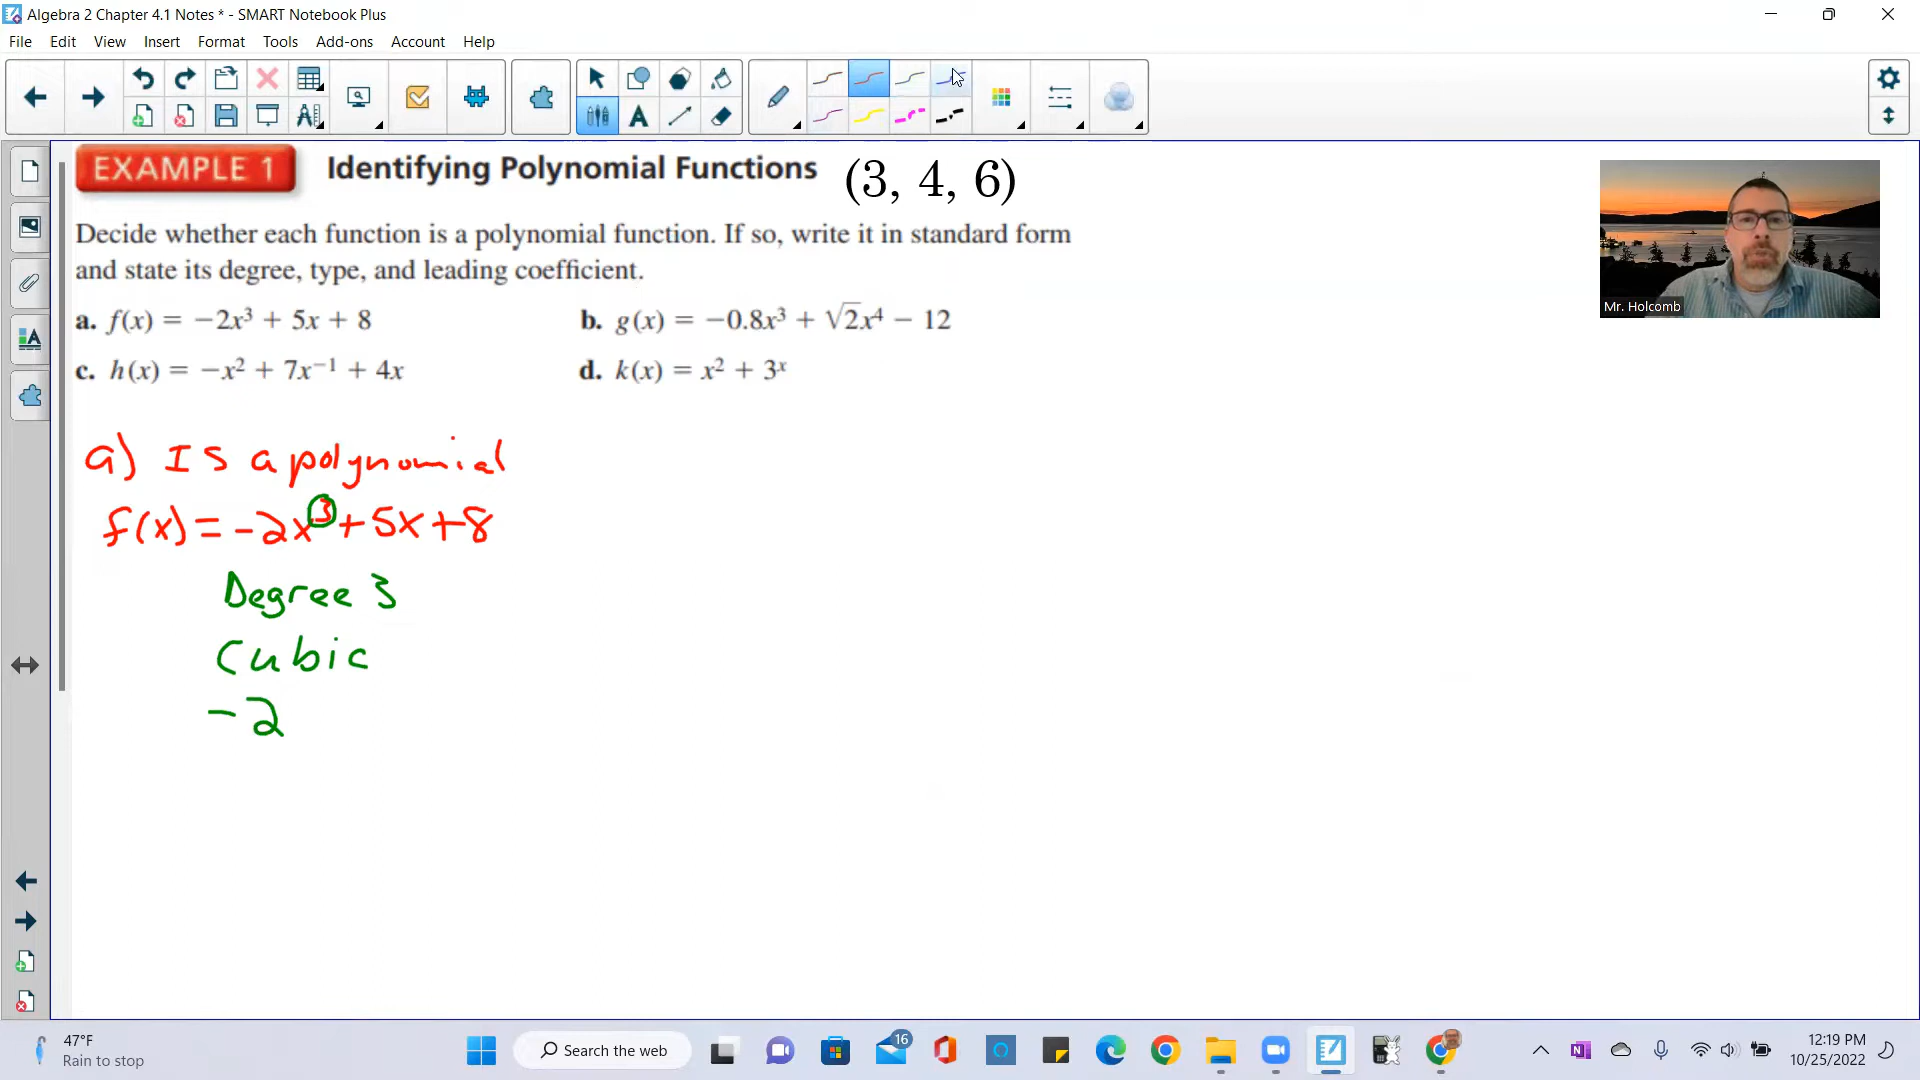 Algebra 2 Chapter 4.1 Notes * - SMART Notebook Plus
File Edit View Insert Format Tools Add-ons Account Help
EXAMPLE 1 Identifying Polynomial Functions (3, 4, 6)
Decide whether each function is a polynomial function. If so, write it in standard form
and state its degree, type, and leading coefficient.
a. f(x) = −2x³ + 5x + 8 b. g(x) = −0.8x³ + √2x⁴ − 12
c. h(x) = −x² + 7x⁻¹ + 4x d. k(x) = x² + 3ˣ
Mr. Holcomb
a) Is a polynomial
f(x) = -2x³ + 5x + 8
Degree 3
Cubic
-2
47°F
Rain to stop
Search the web
16
12:19 PM
10/25/2022